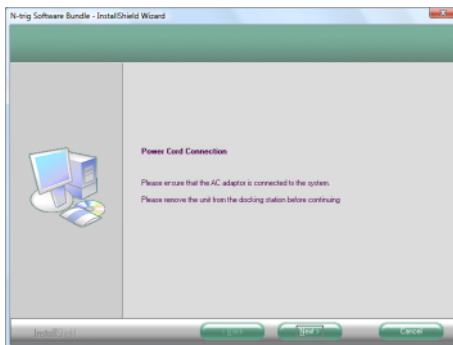 N-trig Software Bundle - InstallShield Wizard
Power Cord Connection
Please ensure that the AC adaptor is connected to the system.
Please remove the unit from the docking station before continuing
InstallShield
< Back
Next >
Cancel